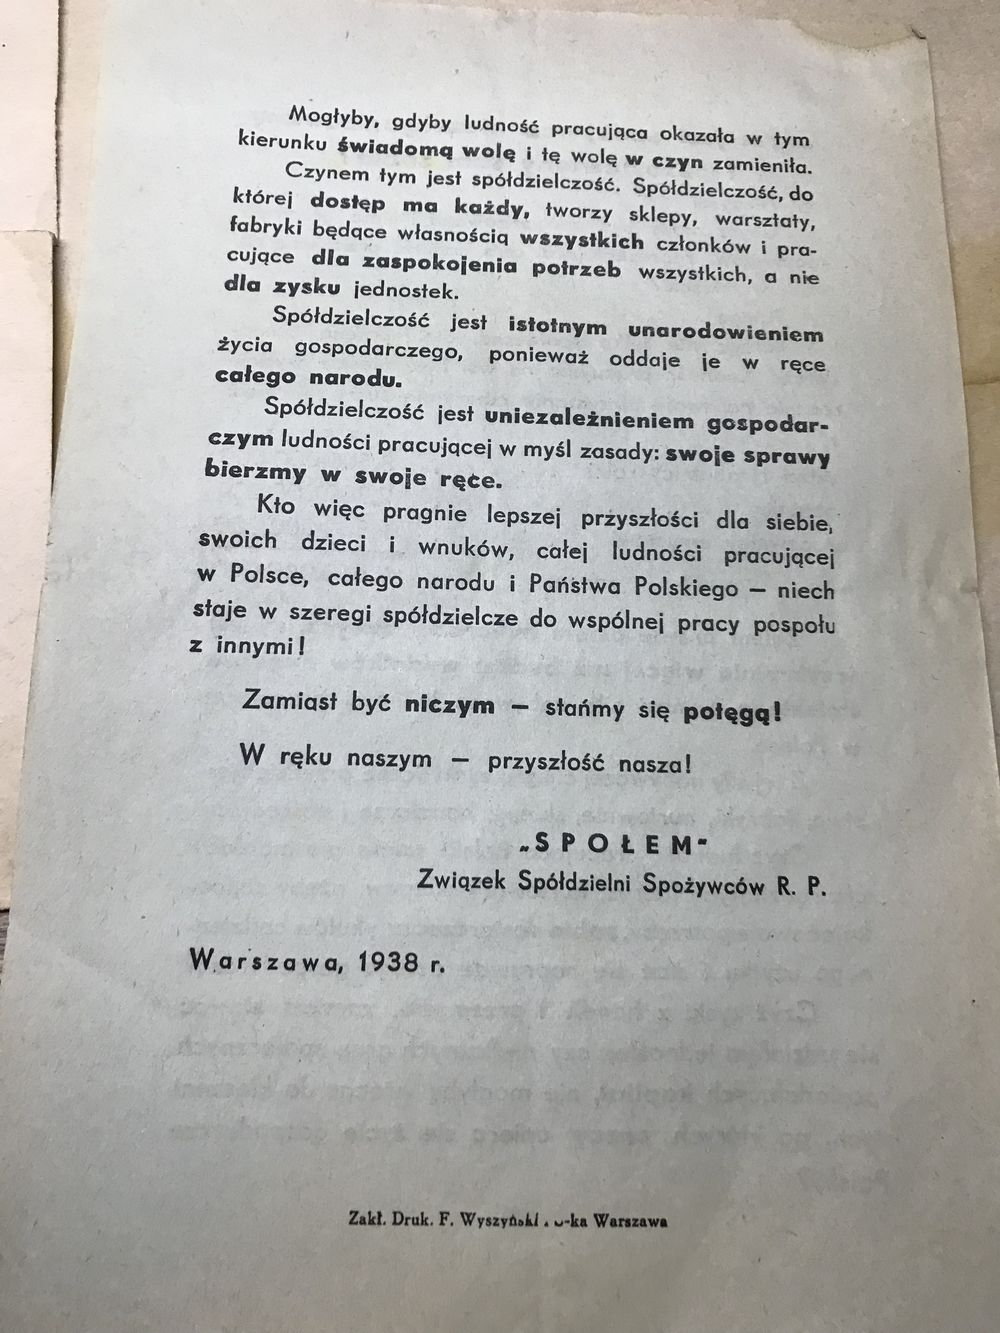 Mogłyby, gdyby ludność pracująca okazała w tym
kierunku świadomą wolę i tę wolę w czyn zamieniła.
Czynem tym jest spółdzielczość. Spółdzielczość, do
której dostęp ma każdy, tworzy sklepy, warsztaty,
fabryki będące własnością wszystkich członków i pra-
cujące dla zaspokojenia potrzeb wszystkich, a nie
dla zysku jednostek.
Spółdzielczość jest istotnym unarodowieniem
życia gospodarczego, ponieważ oddaje je w ręce
całego narodu.
Spółdzielczość jest uniezależnieniem gospodar-
czym ludności pracującej w myśl zasady: swoje sprawy
bierzmy w swoje ręce.
Kto więc pragnie lepszej przyszłości dla siebie,
swoich dzieci i wnuków, całej ludności pracującej
w Polsce, całego narodu i Państwa Polskiego — niech
staje w szeregi spółdzielcze do wspólnej pracy pospołu
z innymi!
Zamiast być niczym — stańmy się potęgą!
W ręku naszym — przyszłość nasza!
„SPOŁEM"
Związek Spółdzielni Spożywców R. P.
Warszawa, 1938 r.
Zakł. Druk. F. Wyszyński -ka Warszawa